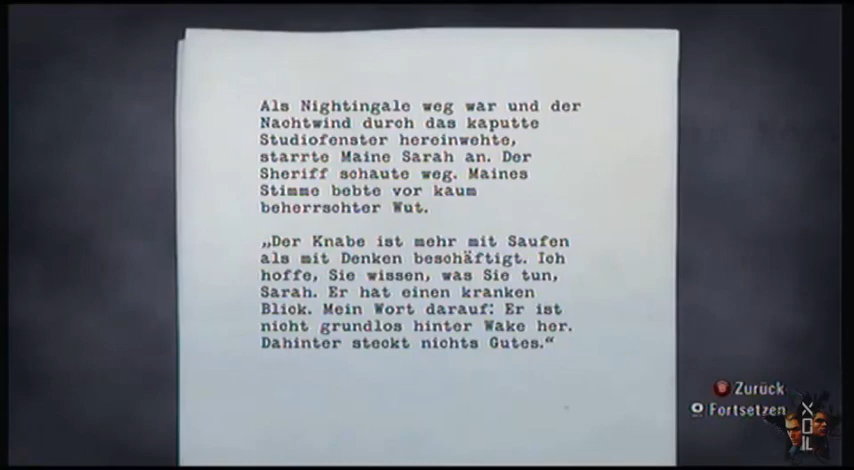 Als Nightingale weg war und der
Nachtwind durch das kaputte
Studiofenster hereinwehte,
starrte Maine Sarah an. Der
Sheriff schaute weg. Maines
Stimme bebte vor kaum
beherrschter Wut.
„Der Knabe ist mehr mit Saufen
als mit Denken beschäftigt. Ich
hoffe, Sie wissen, was Sie tun,
Sarah. Er hat einen kranken
Blick. Mein Wort darauf: Er ist
nicht grundlos hinter Wake her.
Dahinter steckt nichts Gutes.“
Zurück
Fortsetzen